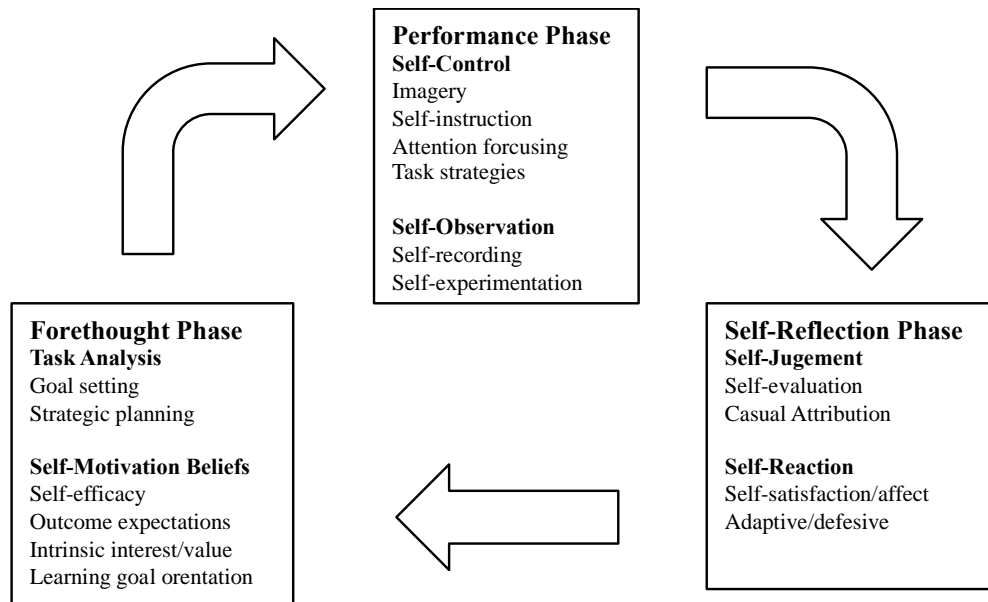 Performance Phase
Self-Control
Imagery
Self-instruction
Attention forcusing
Task strategies
Self-Observation
Self-recording
Self-experimentation
Forethought Phase
Task Analysis
Goal setting
Strategic planning
Self-Motivation Beliefs
Self-efficacy
Outcome expectations
Intrinsic interest/value
Learning goal orentation
Self-Reflection Phase
Self-Jugement
Self-evaluation
Casual Attribution
Self-Reaction
Self-satisfaction/affect
Adaptive/defesive